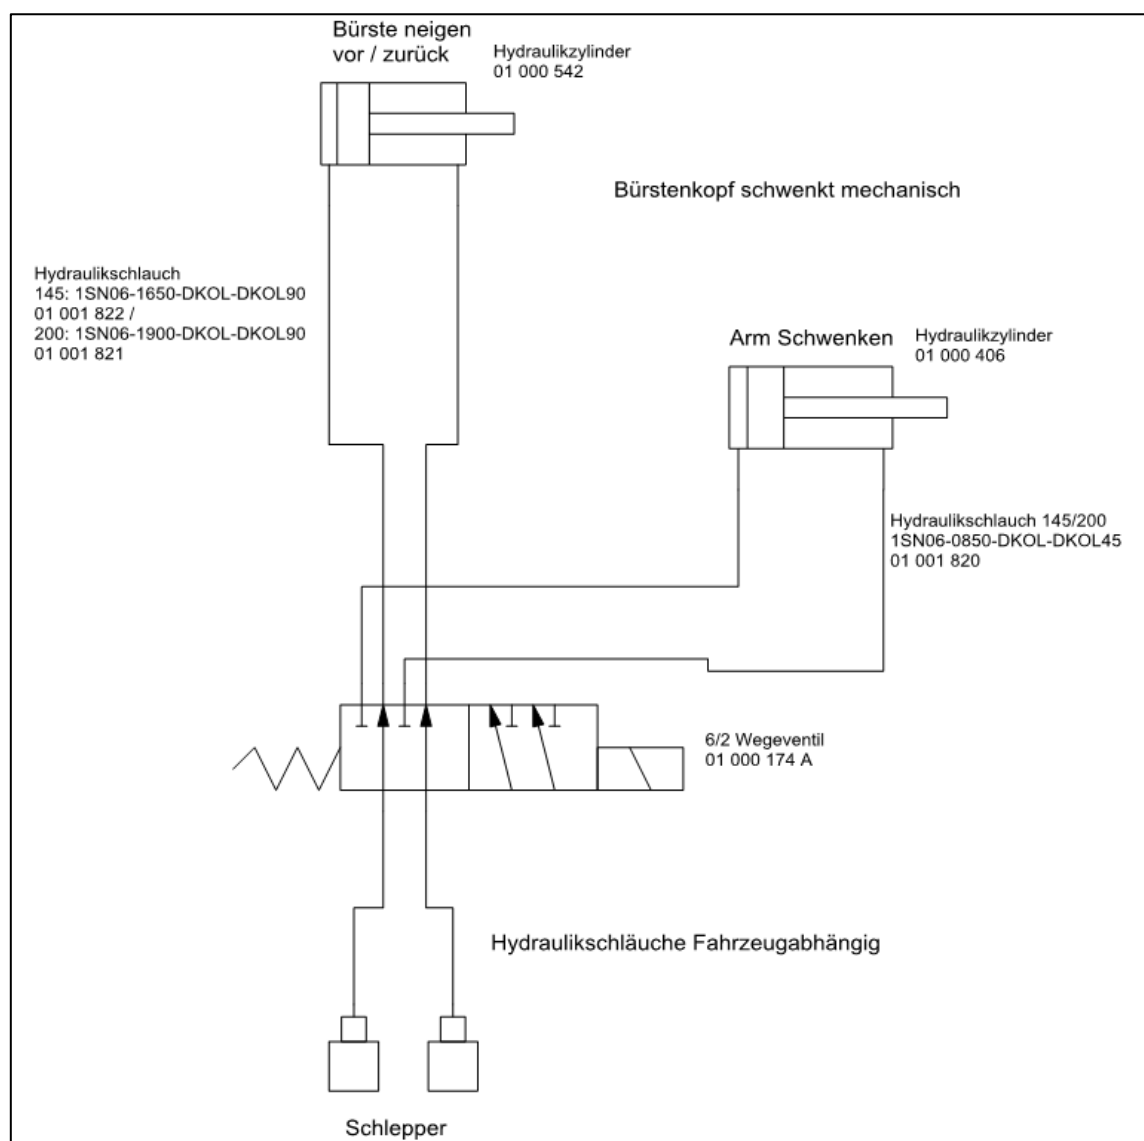 Bürste neigen
vor / zurück
Hydraulikzylinder
01 000 542
Bürstenkopf schwenkt mechanisch
Hydraulikschlauch
145: 1SN06-1650-DKOL-DKOL90
01 001 822 /
200: 1SN06-1900-DKOL-DKOL90
01 001 821
Arm Schwenken
Hydraulikzylinder
01 000 406
Hydraulikschlauch 145/200
1SN06-0850-DKOL-DKOL45
01 001 820
6/2 Wegeventil
01 000 174 A
Hydraulikschläuche Fahrzeugabhängig
Schlepper